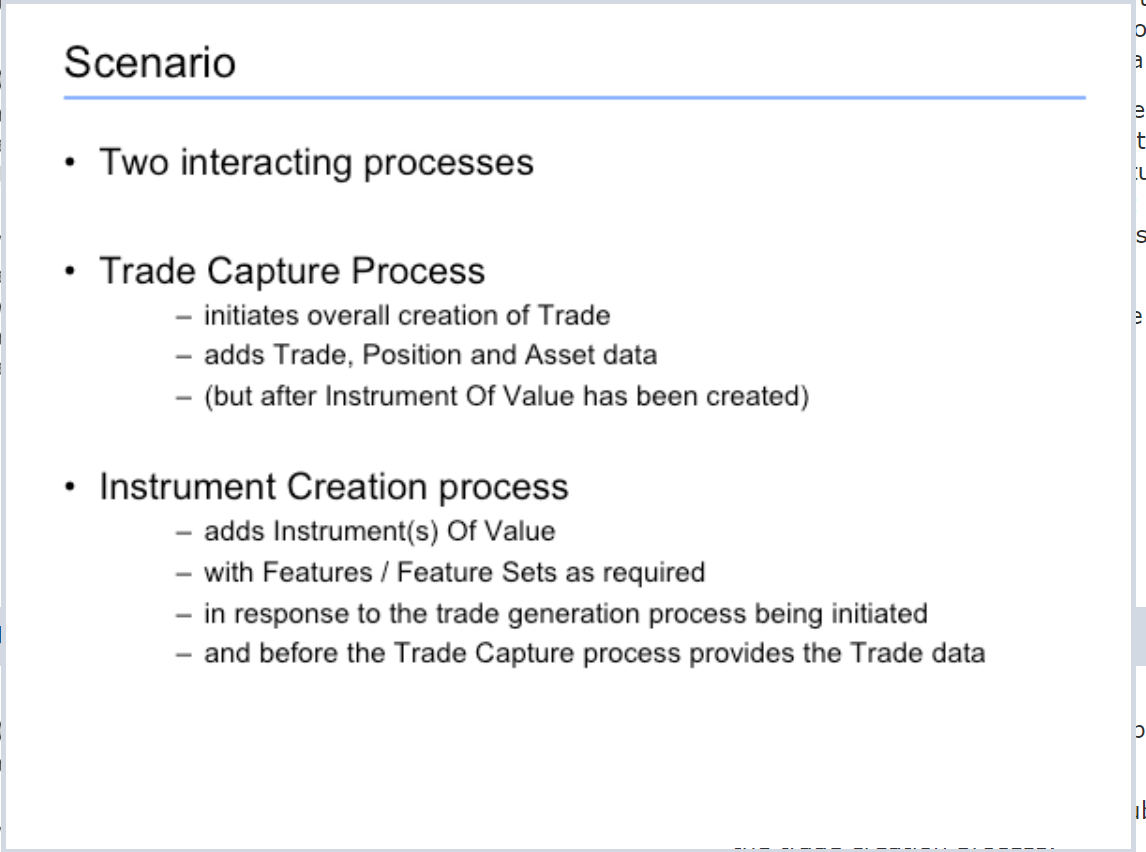 Scenario
• Two interacting processes
• Trade Capture Process
– initiates overall creation of Trade
– adds Trade, Position and Asset data
– (but after Instrument Of Value has been created)
• Instrument Creation process
– adds Instrument(s) Of Value
– with Features / Feature Sets as required
– in response to the trade generation process being initiated
– and before the Trade Capture process provides the Trade data